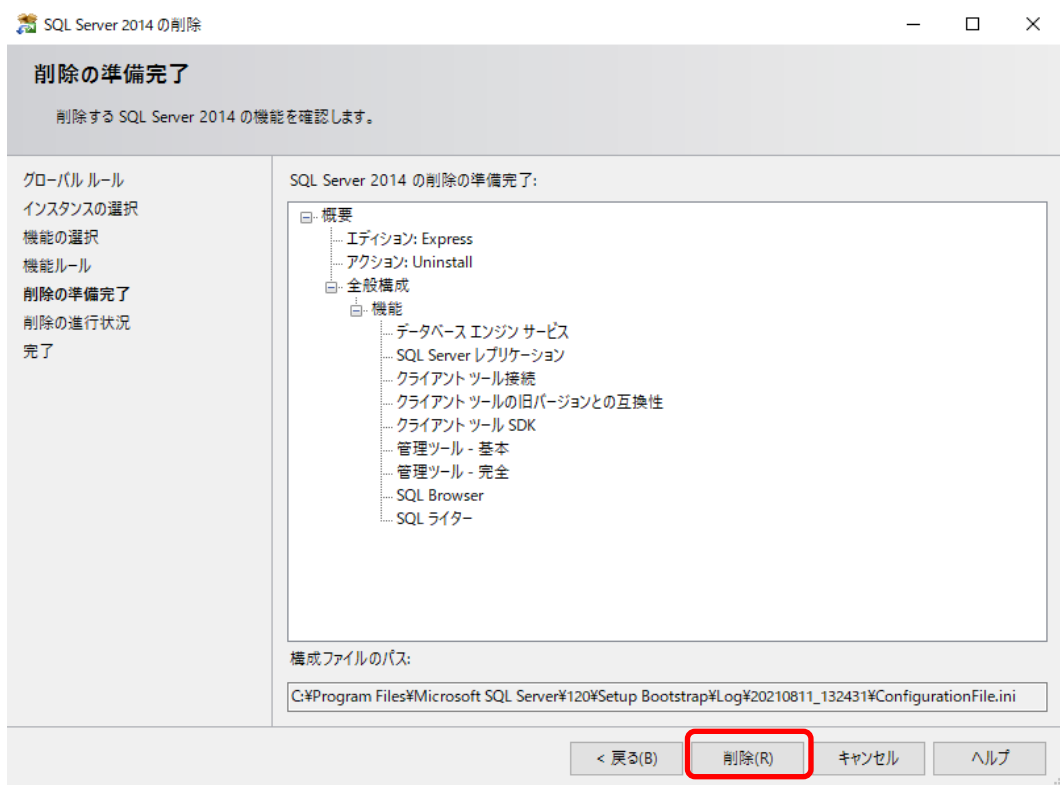 SQL Server 2014 の削除
削除の準備完了
削除する SQL Server 2014 の機能を確認します。
グローバル ルール
インスタンスの選択
機能の選択
機能ルール
削除の準備完了
削除の進行状況
完了
SQL Server 2014 の削除の準備完了:
概要
エディション: Express
アクション: Uninstall
全般構成
機能
データベース エンジン サービス
SQL Server レプリケーション
クライアント ツール接続
クライアント ツールの旧バージョンとの互換性
クライアント ツール SDK
管理ツール - 基本
管理ツール - 完全
SQL Browser
SQL ライター
構成ファイルのパス:
C:¥Program Files¥Microsoft SQL Server¥120¥Setup Bootstrap¥Log¥20210811_132431¥ConfigurationFile.ini
< 戻る(B) 削除(R) キャンセル ヘルプ